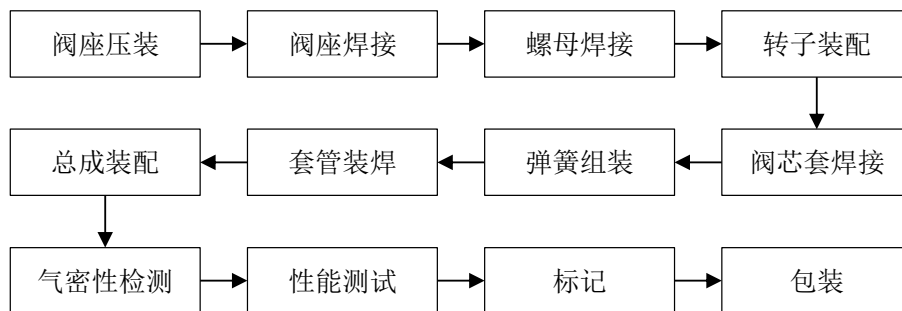 阀座压装
阀座焊接
螺母焊接
转子装配
阀芯套焊接
弹簧组装
套管装焊
总成装配
气密性检测
性能测试
标记
包装